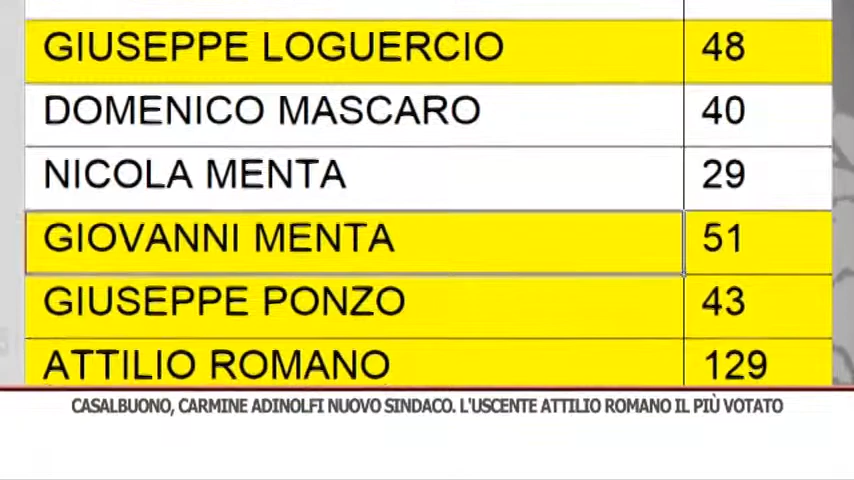 GIUSEPPE LOGUERCIO 48
DOMENICO MASCARO 40
NICOLA MENTA 29
GIOVANNI MENTA 51
GIUSEPPE PONZO 43
ATTILIO ROMANO 129
CASALBUONO, CARMINE ADINOLFI NUOVO SINDACO. L'USCENTE ATTILIO ROMANO IL PIÙ VOTATO